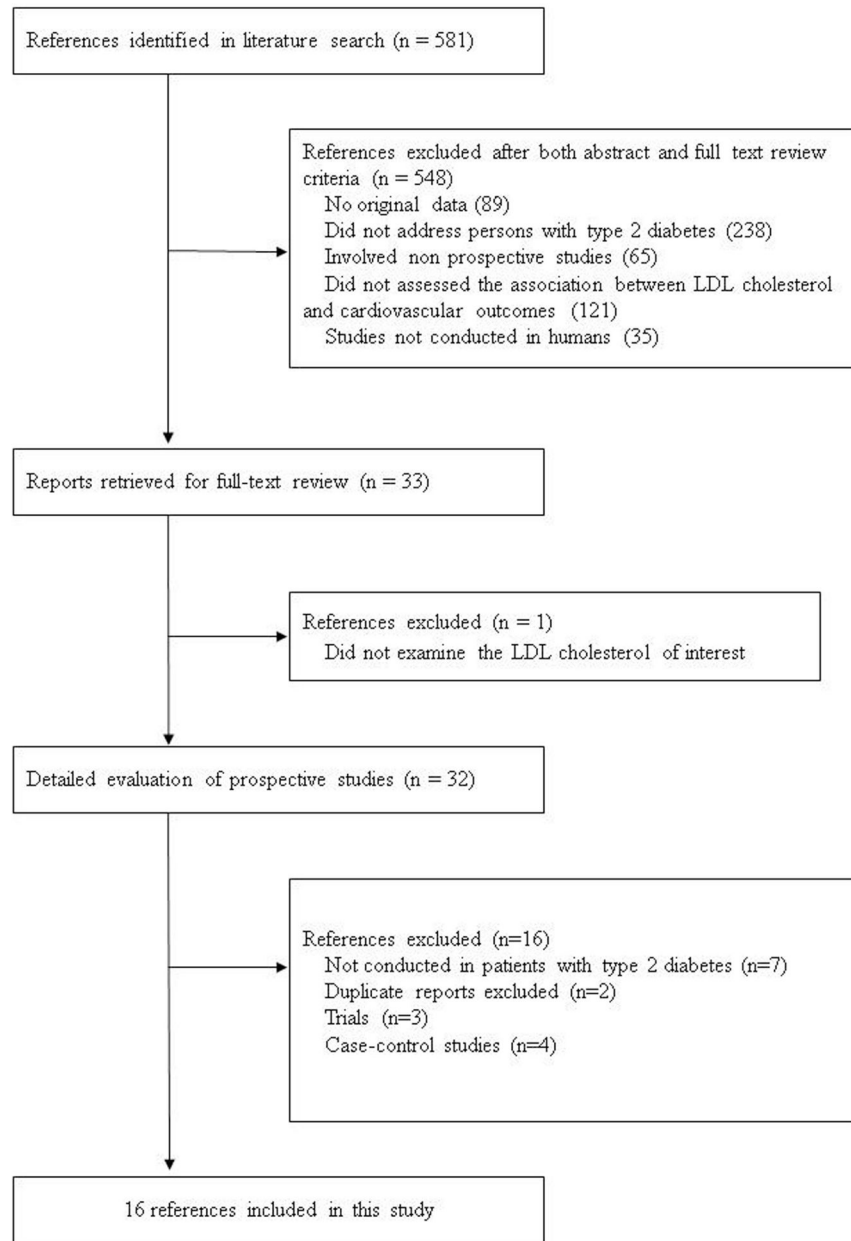 References identified in literature search (n = 581)
References excluded after both abstract and full text review
criteria (n = 548)
No original data (89)
Did not address persons with type 2 diabetes (238)
Involved non prospective studies (65)
Did not assessed the association between LDL cholesterol
and cardiovascular outcomes (121)
Studies not conducted in humans (35)
Reports retrieved for full-text review (n = 33)
References excluded (n = 1)
Did not examine the LDL cholesterol of interest
Detailed evaluation of prospective studies (n = 32)
References excluded (n=16)
Not conducted in patients with type 2 diabetes (n=7)
Duplicate reports excluded (n=2)
Trials (n=3)
Case-control studies (n=4)
16 references included in this study